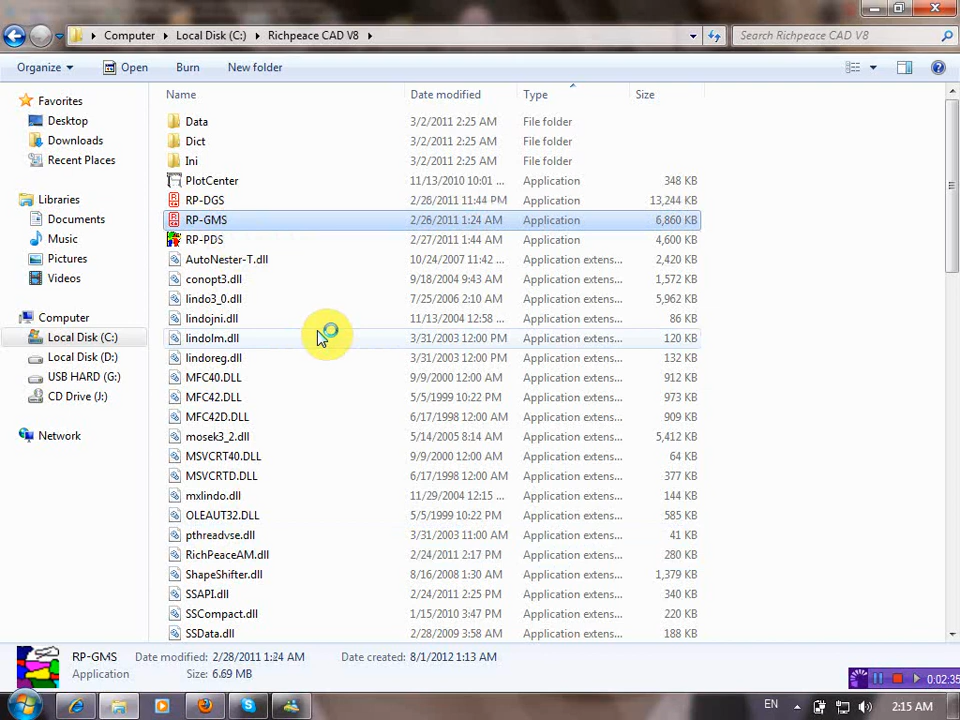 Computer Local Disk (C:) Richpeace CAD V8 Search Richpeace CAD V8
Organize Open Burn New folder
Favorites
Desktop
Downloads
Recent Places
Libraries
Documents
Music
Pictures
Videos
Computer
Local Disk (C:)
Local Disk (D:)
USB HARD (G:)
CD Drive (J:)
Network
Name Date modified Type Size
Data 3/2/2011 2:25 AM File folder
Dict 3/2/2011 2:25 AM File folder
Ini 3/2/2011 2:25 AM File folder
PlotCenter 11/13/2010 10:01 ... Application 348 KB
RP-DGS 2/28/2011 11:44 PM Application 13,244 KB
RP-GMS 2/26/2011 1:24 AM Application 6,860 KB
RP-PDS 2/27/2011 1:44 AM Application 4,600 KB
AutoNester-T.dll 10/24/2007 11:42 ... Application extens... 2,420 KB
conopt3.dll 9/18/2004 9:43 AM Application extens... 1,572 KB
lindo3_0.dll 7/25/2006 2:10 AM Application extens... 5,962 KB
lindojni.dll 11/13/2004 12:58 ... Application extens... 86 KB
lindolm.dll 3/31/2003 12:00 PM Application extens... 120 KB
lindoreg.dll 3/31/2003 12:00 PM Application extens... 132 KB
MFC40.DLL 9/9/2000 12:00 AM Application extens... 912 KB
MFC42.DLL 5/5/1999 10:22 PM Application extens... 973 KB
MFC42D.DLL 6/17/1998 12:00 AM Application extens... 909 KB
mosek3_2.dll 5/14/2005 8:14 AM Application extens... 5,412 KB
MSVCRT40.DLL 9/9/2000 12:00 AM Application extens... 64 KB
MSVCRTD.DLL 6/17/1998 12:00 AM Application extens... 377 KB
mxlindo.dll 11/29/2004 12:15 ... Application extens... 144 KB
OLEAUT32.DLL 5/5/1999 10:22 PM Application extens... 585 KB
pthreadvse.dll 3/31/2003 11:00 AM Application extens... 41 KB
RichPeaceAM.dll 2/24/2011 2:17 PM Application extens... 280 KB
ShapeShifter.dll 8/16/2008 1:30 AM Application extens... 1,379 KB
SSAPI.dll 2/24/2011 2:25 PM Application extens... 340 KB
SSCompact.dll 1/15/2010 3:47 PM Application extens... 220 KB
SSData.dll 2/28/2009 3:58 AM Application extens... 188 KB
RP-GMS Date modified: 2/28/2011 1:24 AM Date created: 8/1/2012 1:13 AM
Application Size: 6.69 MB
0:02:35
EN 2:15 AM